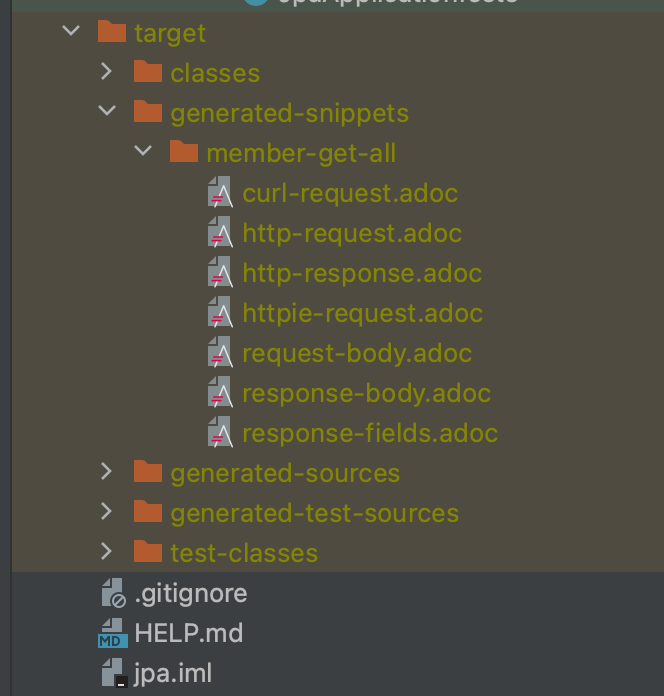 target
classes
generated-snippets
member-get-all
curl-request.adoc
http-request.adoc
http-response.adoc
httpie-request.adoc
request-body.adoc
response-body.adoc
response-fields.adoc
generated-sources
generated-test-sources
test-classes
.gitignore
MD HELP.md
jpa.iml